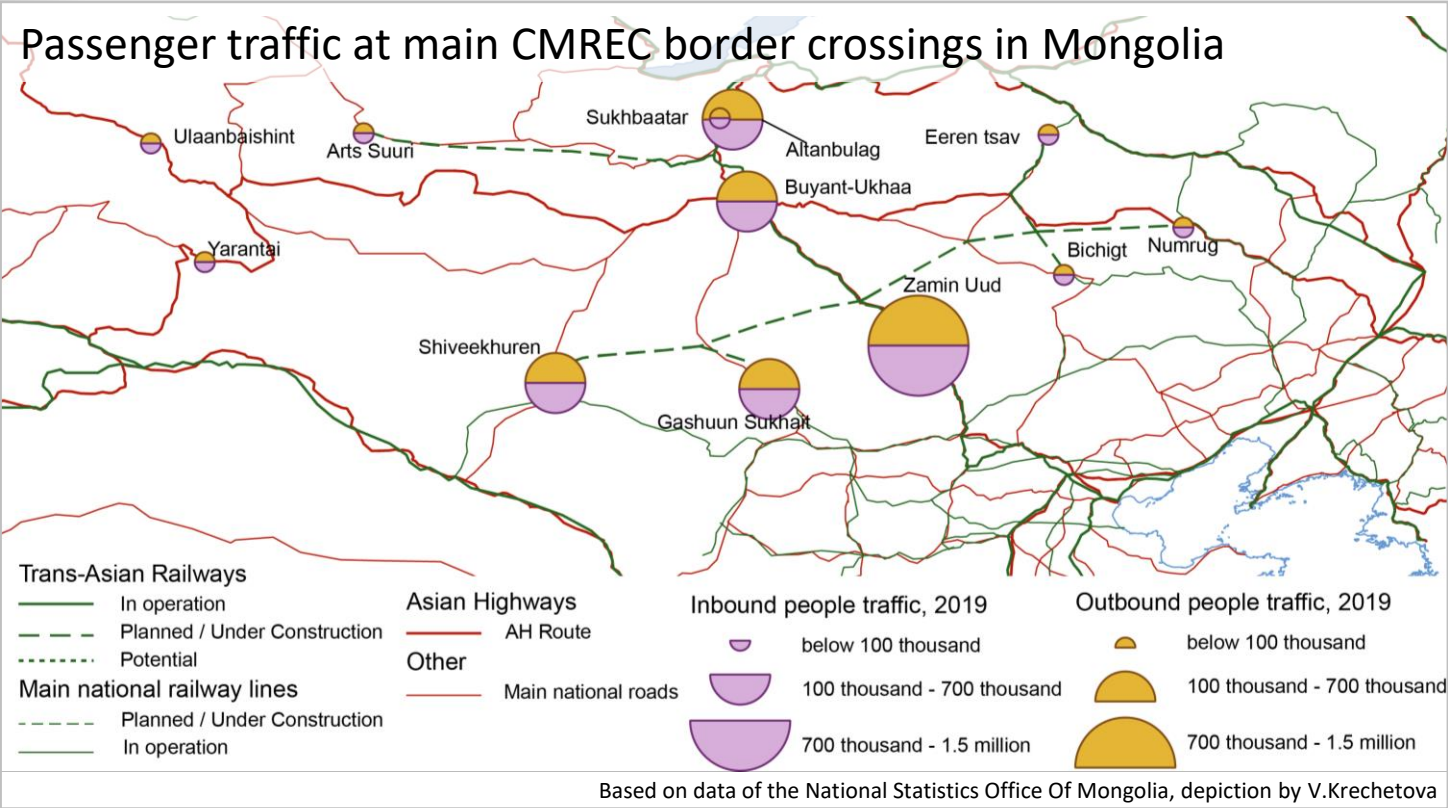 Passenger traffic at main CMREC border crossings in Mongolia
Sukhbaatar
Altanbulag
Ulaanbaishint
Arts Suuri
Eeren tsav
Buyant-Ukhaa
Yarantai
Bichigt
Numrug
Zamin Uud
Shiveekhuren
Gashuun Sukhait
Trans-Asian Railways
In operation
Planned / Under Construction
Potential
Main national railway lines
Planned / Under Construction
In operation
Asian Highways
AH Route
Other
Main national roads
Inbound people traffic, 2019
below 100 thousand
100 thousand - 700 thousand
700 thousand - 1.5 million
Outbound people traffic, 2019
below 100 thousand
100 thousand - 700 thousand
700 thousand - 1.5 million
Based on data of the National Statistics Office Of Mongolia, depiction by V.Krechetova